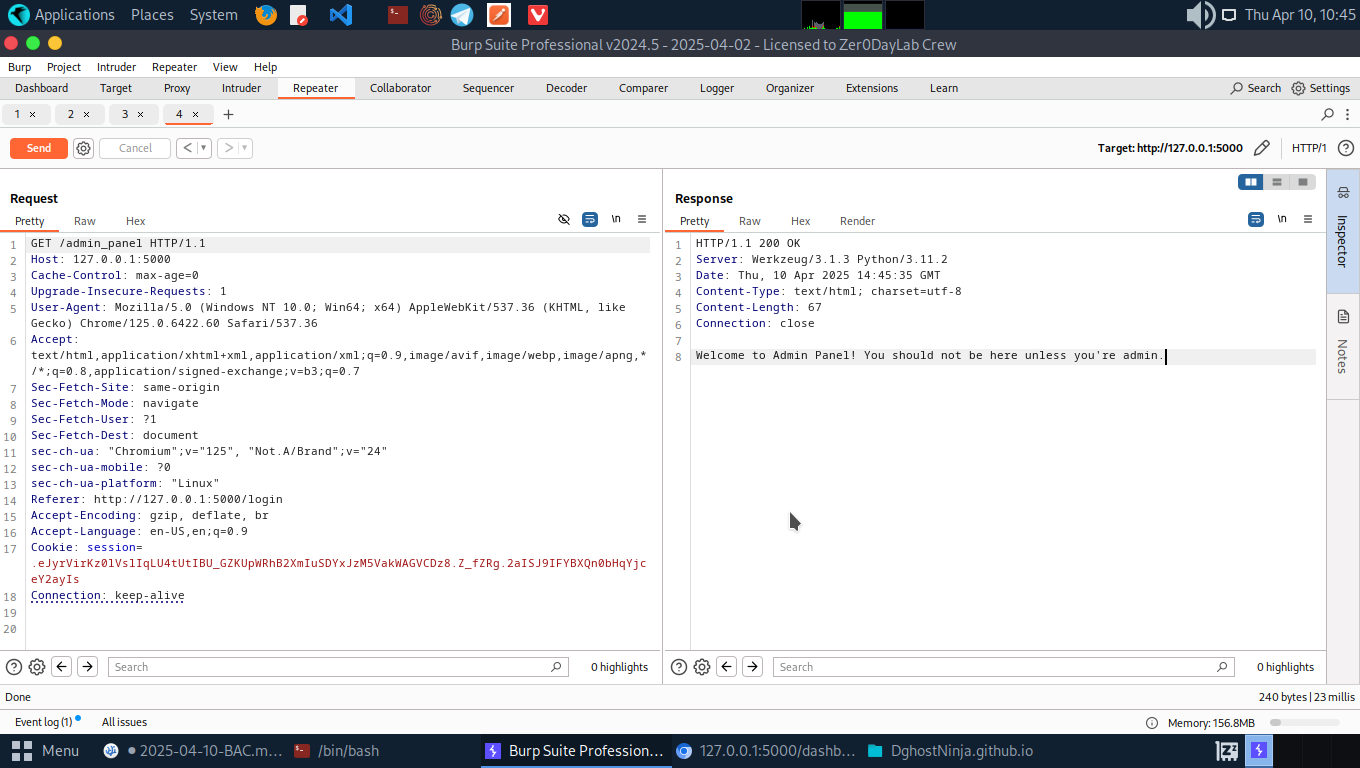 Applications Places System Thu Apr 10, 10:45
Burp Suite Professional v2024.5 - 2025-04-02 - Licensed to Zer0DayLab Crew
Burp Project Intruder Repeater View Help
Dashboard Target Proxy Intruder Repeater Collaborator Sequencer Decoder Comparer Logger Organizer Extensions Learn Search Settings
1 × 2 × 3 × 4 × +
Send Cancel < > Target: http://127.0.0.1:5000 HTTP/1 ?
Request
Pretty Raw Hex \n
1 GET /admin_panel HTTP/1.1
2 Host: 127.0.0.1:5000
3 Cache-Control: max-age=0
4 Upgrade-Insecure-Requests: 1
5 User-Agent: Mozilla/5.0 (Windows NT 10.0; Win64; x64) AppleWebKit/537.36 (KHTML, like
Gecko) Chrome/125.0.6422.60 Safari/537.36
6 Accept:
text/html,application/xhtml+xml,application/xml;q=0.9,image/avif,image/webp,image/apng,*
/*;q=0.8,application/signed-exchange;v=b3;q=0.7
7 Sec-Fetch-Site: same-origin
8 Sec-Fetch-Mode: navigate
9 Sec-Fetch-User: ?1
10 Sec-Fetch-Dest: document
11 sec-ch-ua: "Chromium";v="125", "Not.A/Brand";v="24"
12 sec-ch-ua-mobile: ?0
13 sec-ch-ua-platform: "Linux"
14 Referer: http://127.0.0.1:5000/login
15 Accept-Encoding: gzip, deflate, br
16 Accept-Language: en-US,en;q=0.9
17 Cookie: session=
.eJyrVirKz0lVslIqLU4tUtIBU_GZKUpWRhB2XmIuSDYxJzM5VakWAGVCDz8.Z_fZRg.2aISJ9IFYBXQn0bHqYjc
eY2ayIs
18 Connection: keep-alive
19
20
Search 0 highlights
Response
Pretty Raw Hex Render \n
1 HTTP/1.1 200 OK
2 Server: Werkzeug/3.1.3 Python/3.11.2
3 Date: Thu, 10 Apr 2025 14:45:35 GMT
4 Content-Type: text/html; charset=utf-8
5 Content-Length: 67
6 Connection: close
7
8 Welcome to Admin Panel! You should not be here unless you're admin.
Search 0 highlights
Inspector
Notes
Done 240 bytes | 23 millis
Event log (1) All issues Memory: 156.8MB
Menu 2025-04-10-BAC.m... /bin/bash Burp Suite Profession... 127.0.0.1:5000/dashb... DghostNinja.github.io